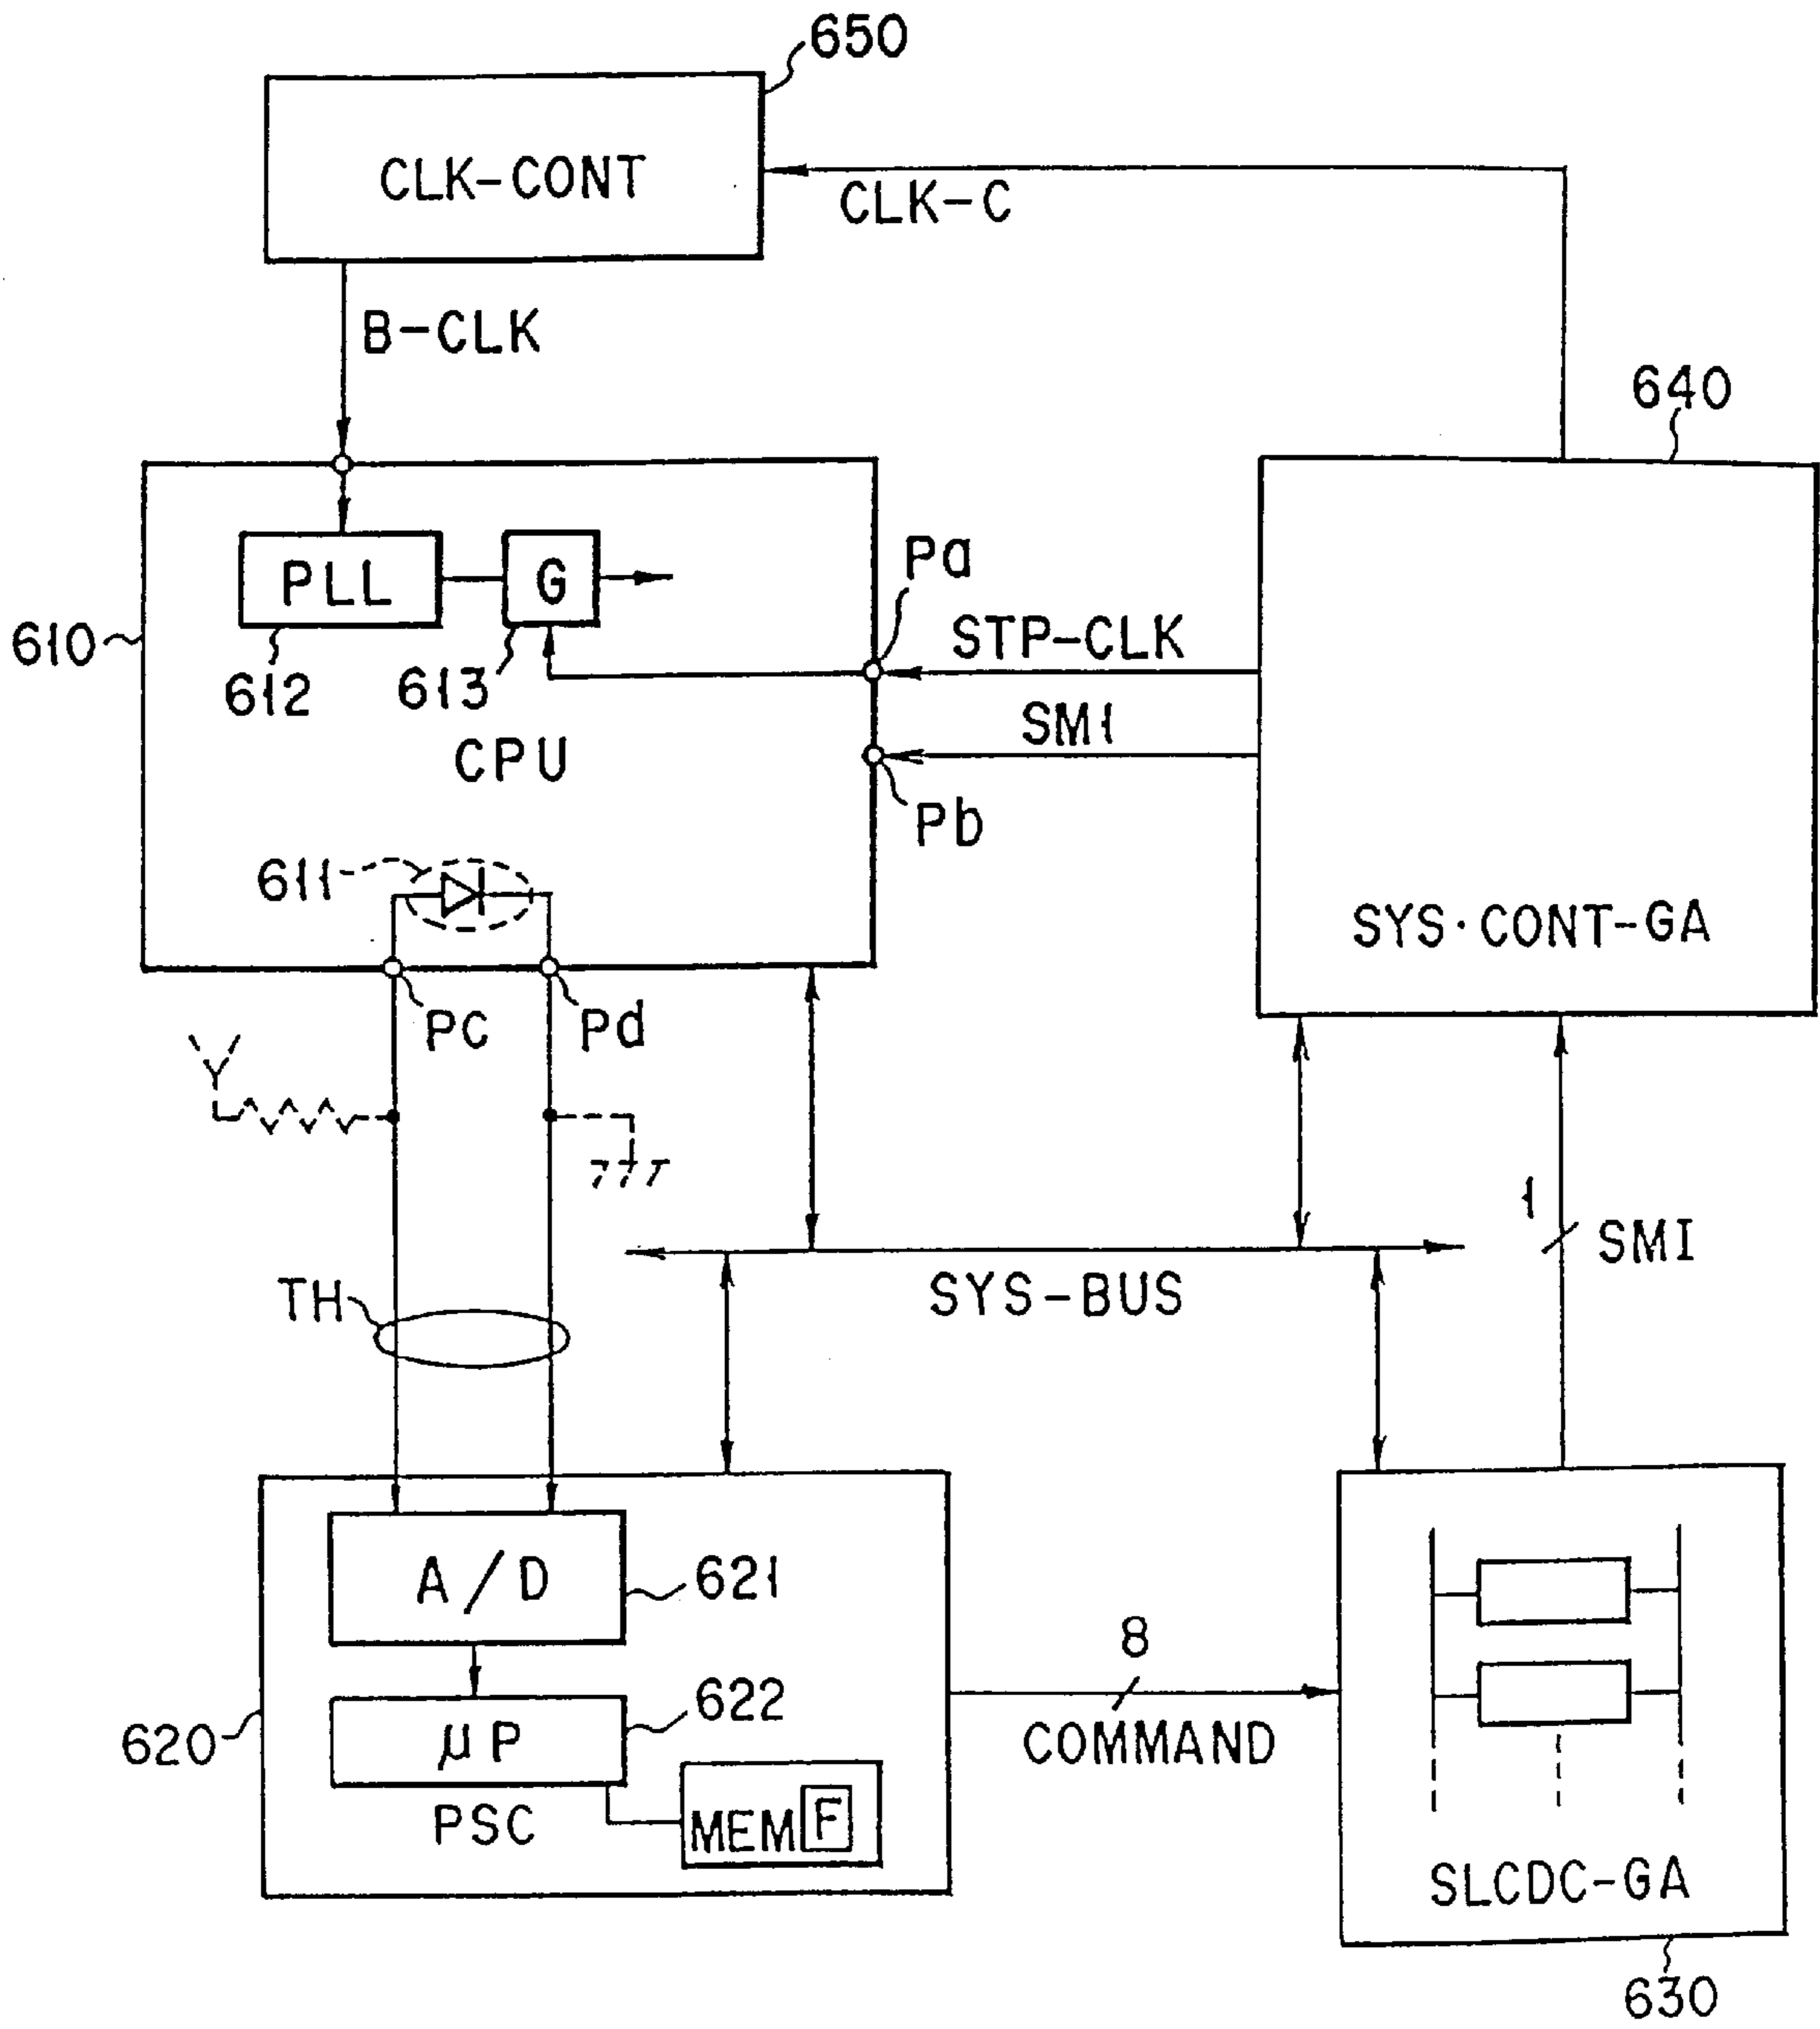 650
CLK-CONT
CLK-C
B-CLK
640
PLL
G
Pa
610
STP-CLK
612
613
SMI
CPU
Pb
611
SYS·CONT-GA
PC
Pd
1
SMI
TH
SYS-BUS
A/D
621
8
622
620
μP
COMMAND
PSC
MEM F
SLCDC-GA
630